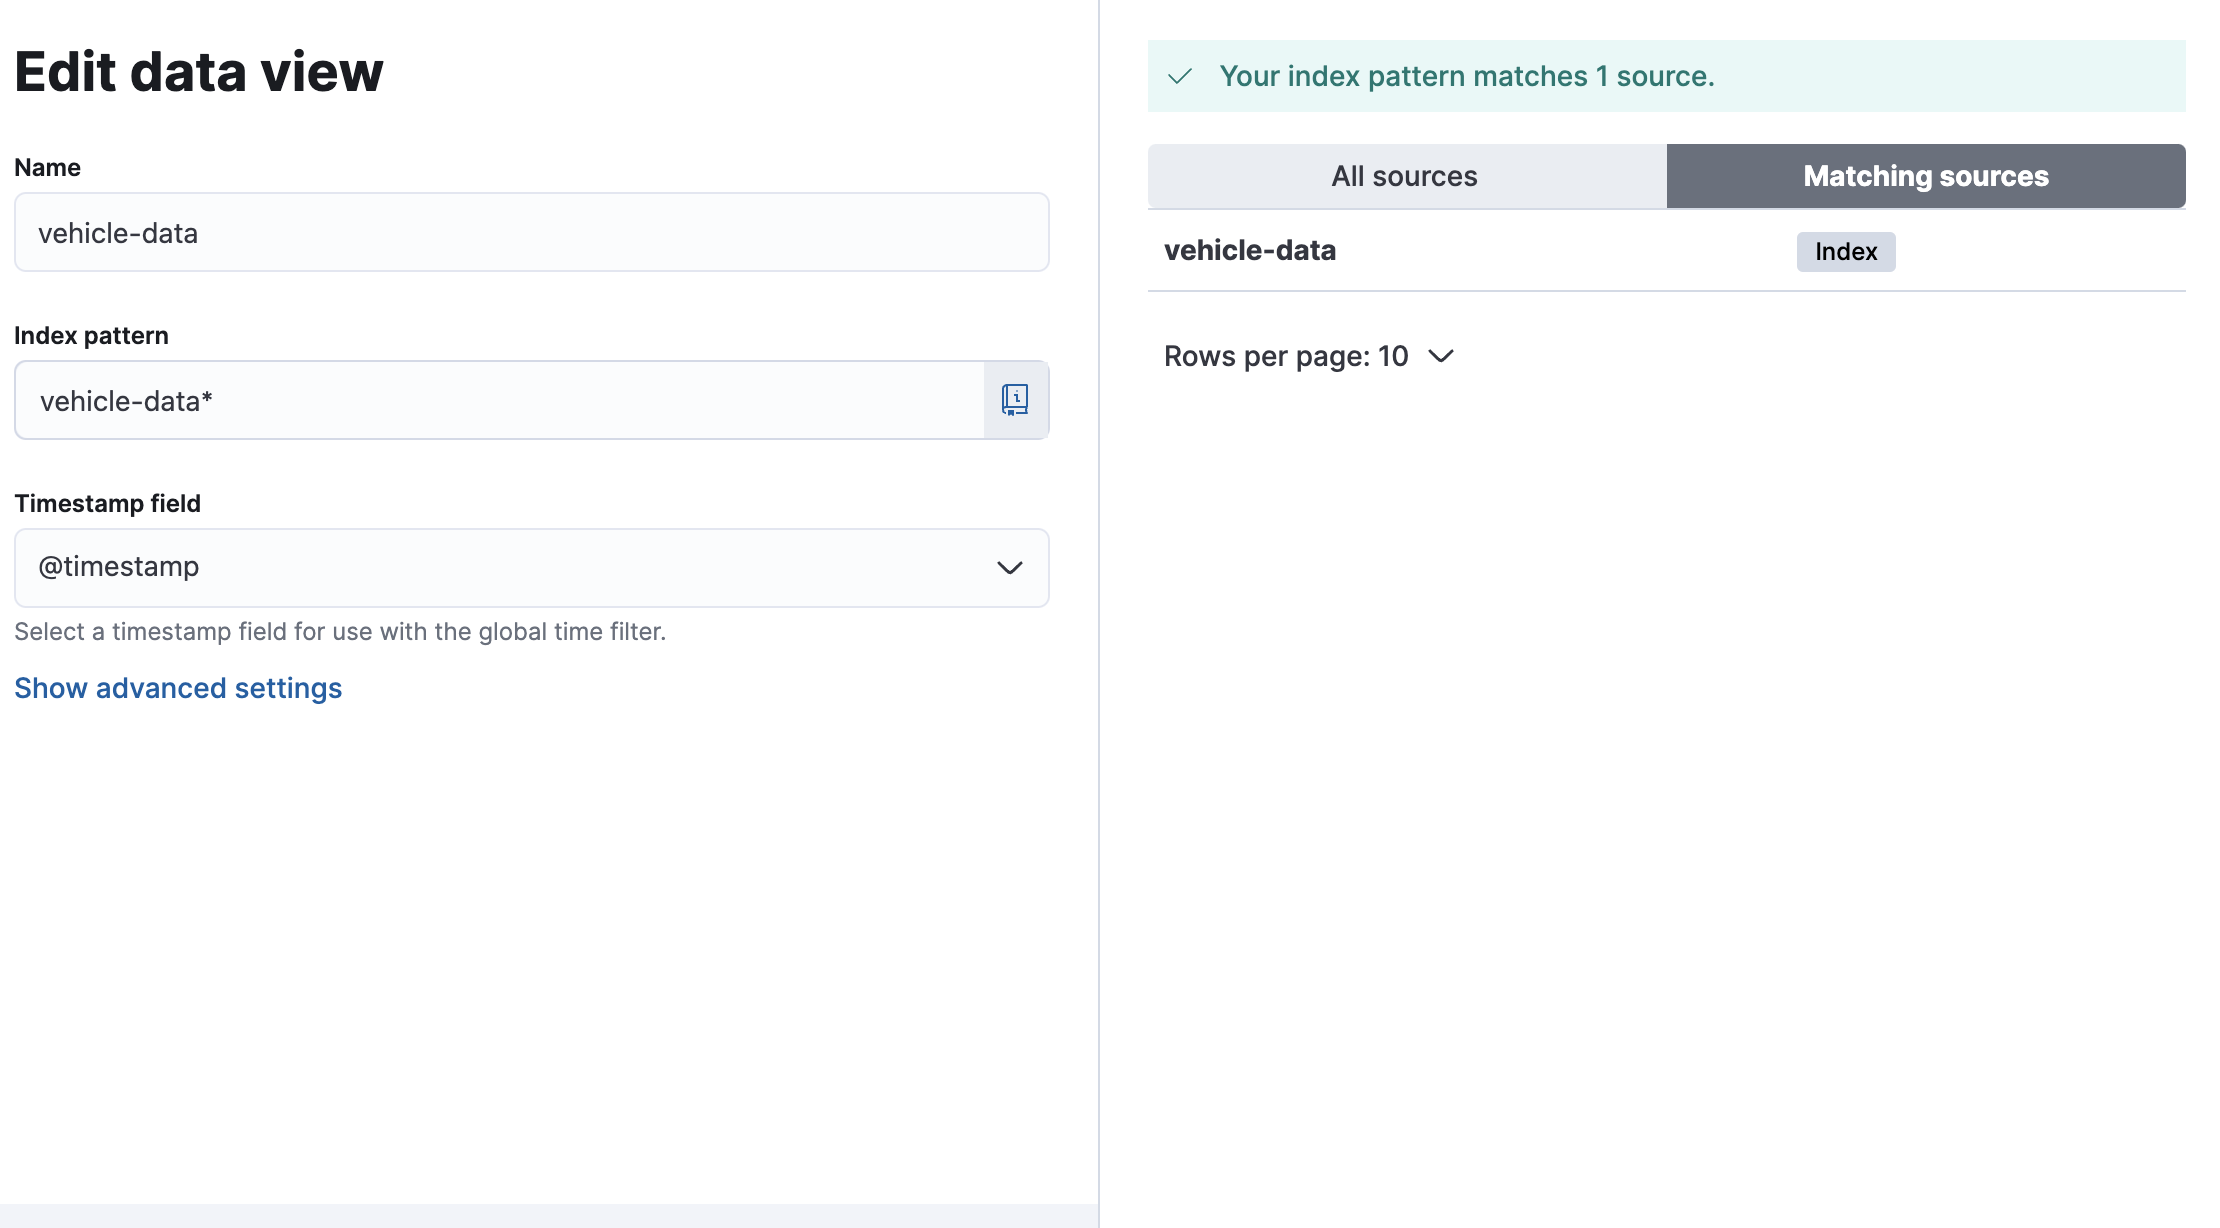 Edit data view
Name
vehicle-data
Index pattern
vehicle-data*
Timestamp field
@timestamp
Select a timestamp field for use with the global time filter.
Show advanced settings
Your index pattern matches 1 source.
All sources
Matching sources
vehicle-data
Index
Rows per page: 10